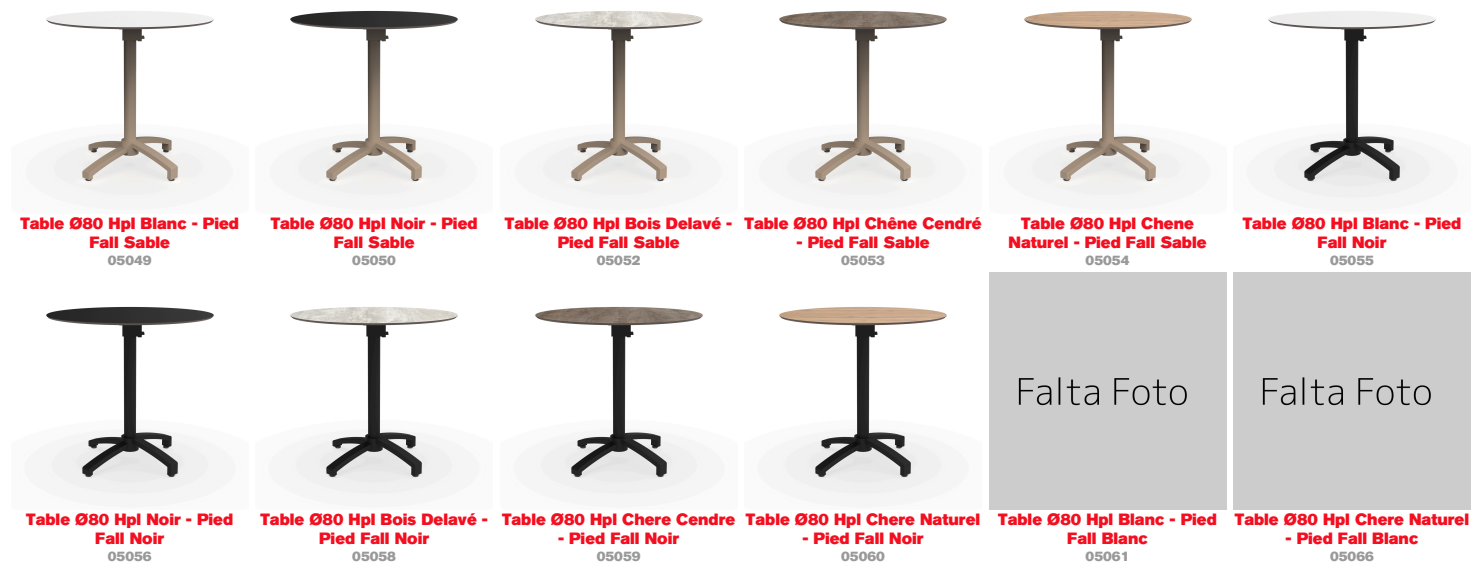 Table Ø80 Hpl Blanc - Pied
Fall Sable
05049
Table Ø80 Hpl Noir - Pied
Fall Sable
05050
Table Ø80 Hpl Bois Delavé -
Pied Fall Sable
05052
Table Ø80 Hpl Chêne Cendré
- Pied Fall Sable
05053
Table Ø80 Hpl Chene
Naturel - Pied Fall Sable
05054
Table Ø80 Hpl Blanc - Pied
Fall Noir
05055
Table Ø80 Hpl Noir - Pied
Fall Noir
05056
Table Ø80 Hpl Bois Delavé -
Pied Fall Noir
05058
Table Ø80 Hpl Chere Cendre
- Pied Fall Noir
05059
Table Ø80 Hpl Chere Naturel
- Pied Fall Noir
05060
Falta Foto
Table Ø80 Hpl Blanc - Pied
Fall Blanc
05061
Falta Foto
Table Ø80 Hpl Chere Naturel
- Pied Fall Blanc
05066